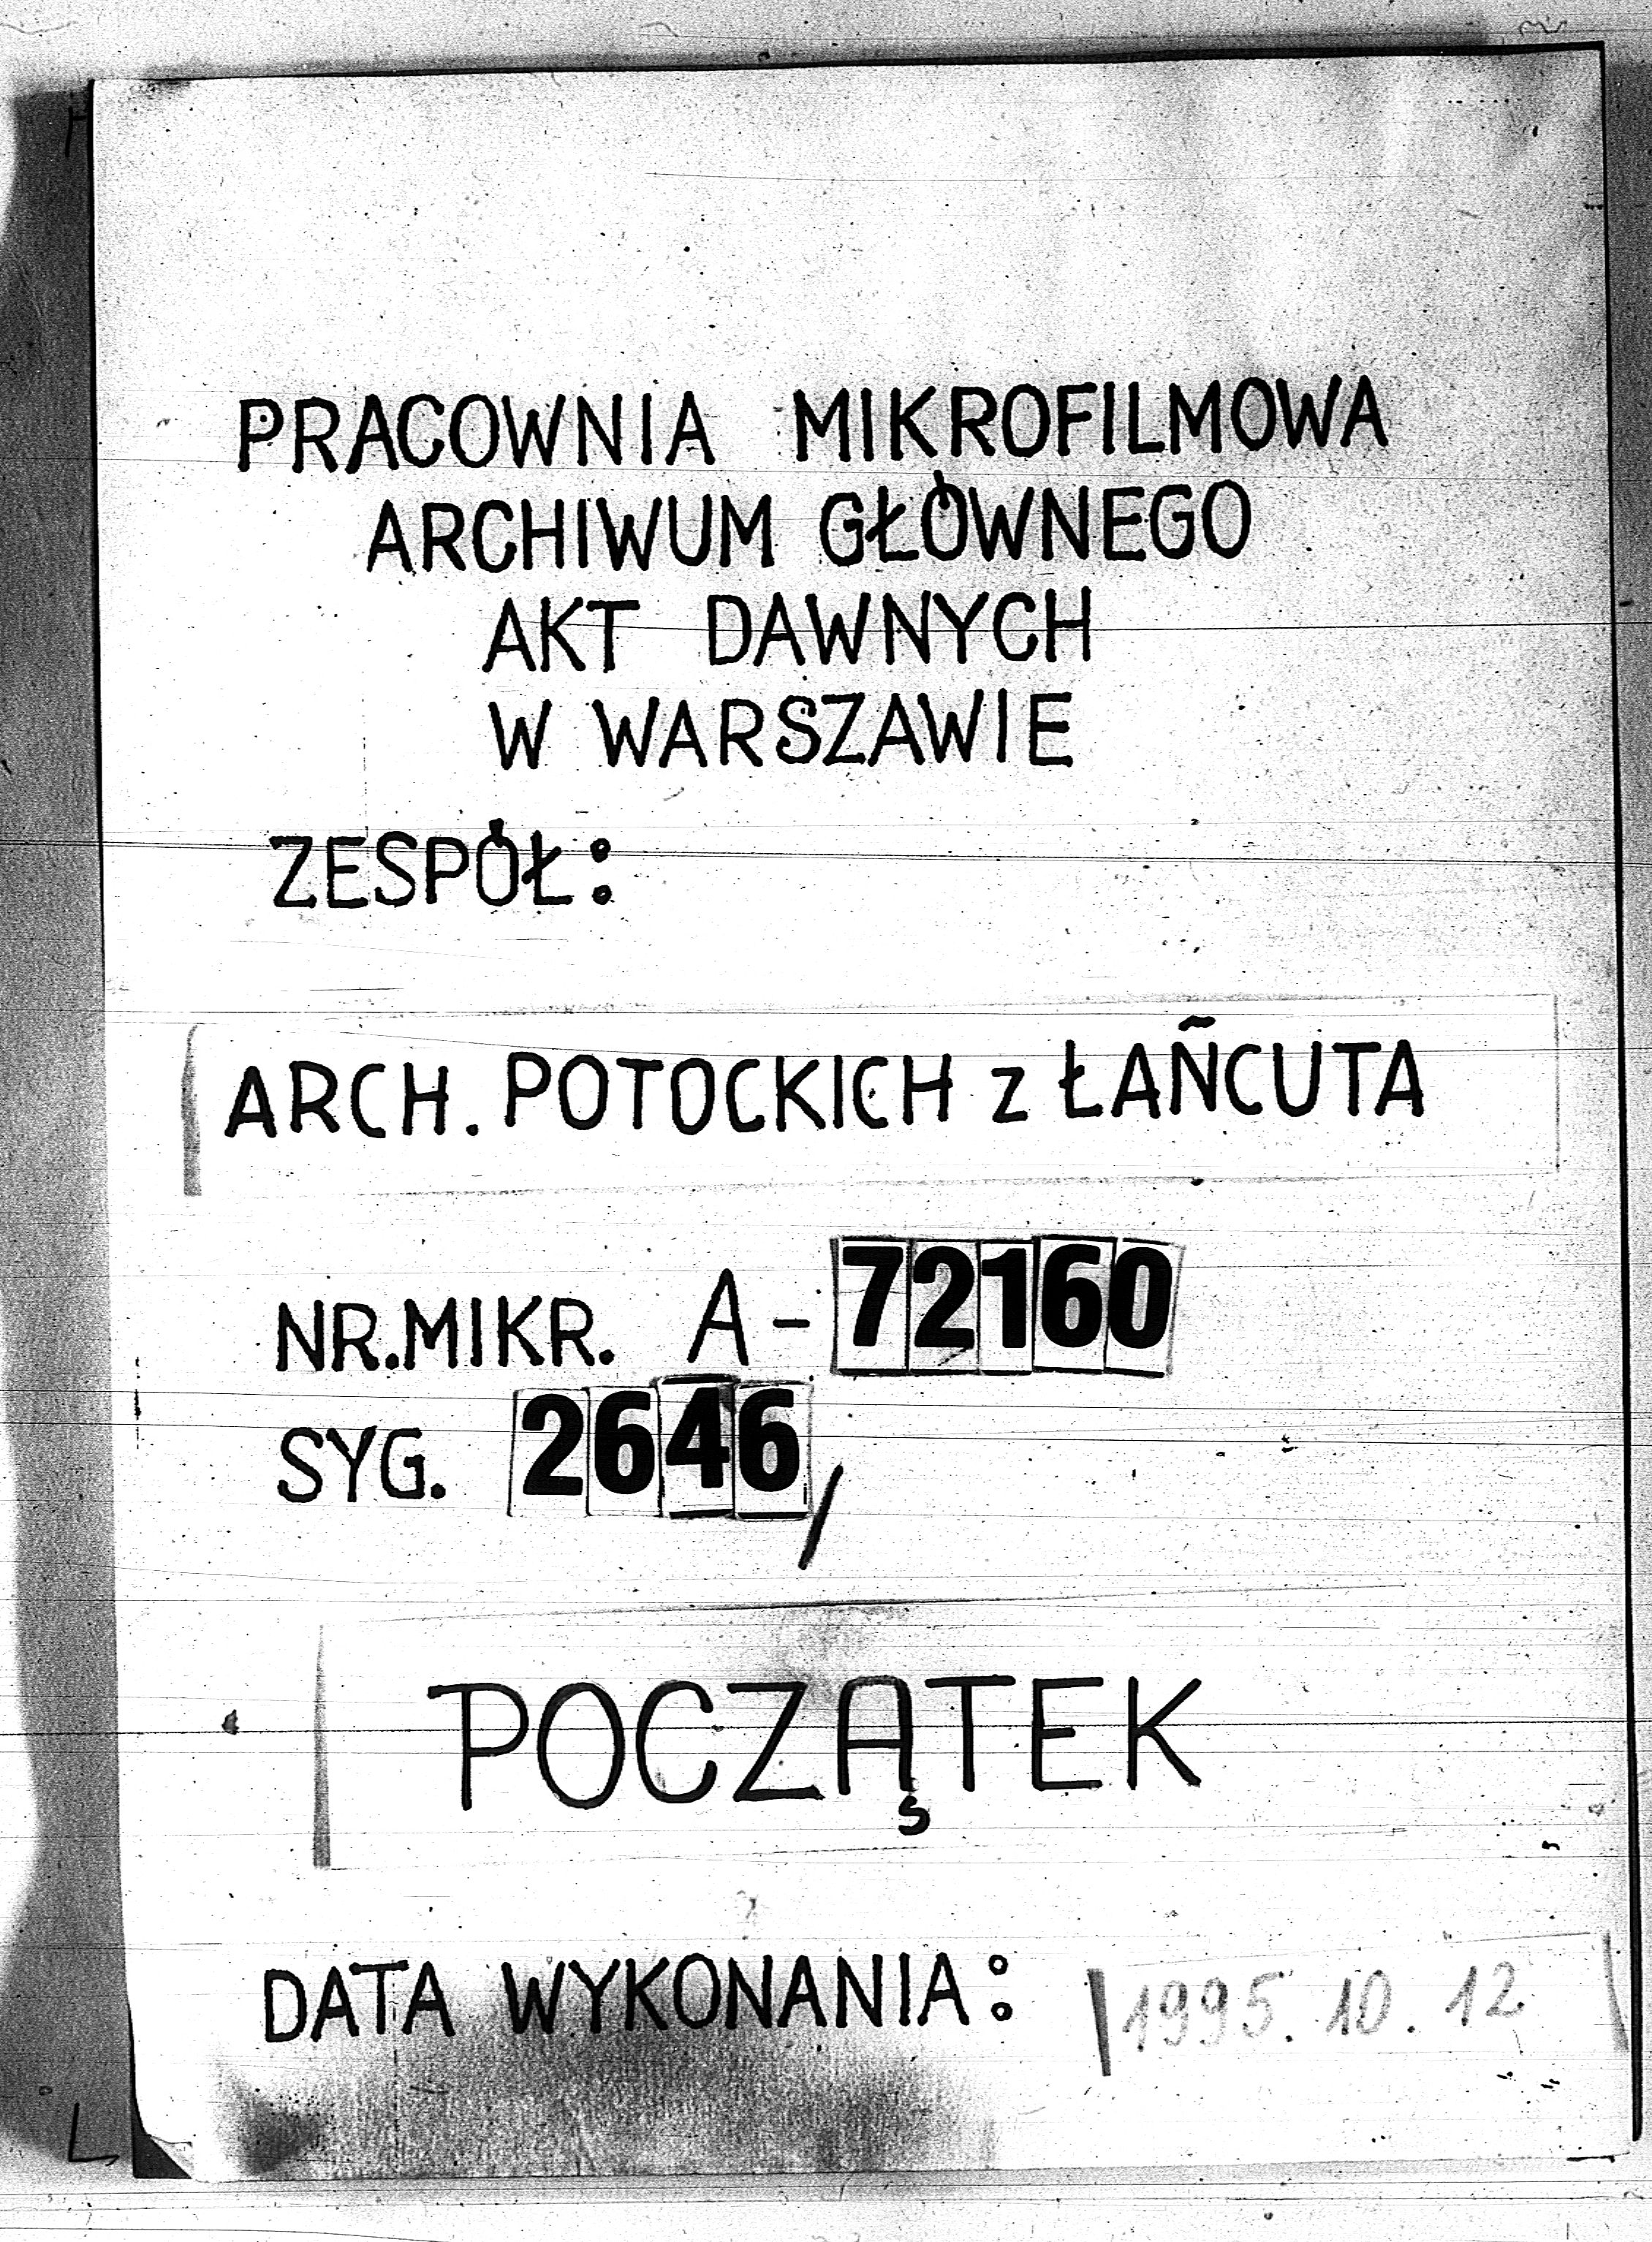 PRACOWNIA MIKROFILMOWA
ARCHIWUM GŁÓWNEGO
AKT DAWNYCH
W WARSZAWIE
ZESPÓŁ:
ARCH. POTOCKICH z ŁAŃCUTA
NR.MIKR. A-72160
SYG. 2646,
POCZĄTEK
DATA WYKONANIA: 1995.10.12